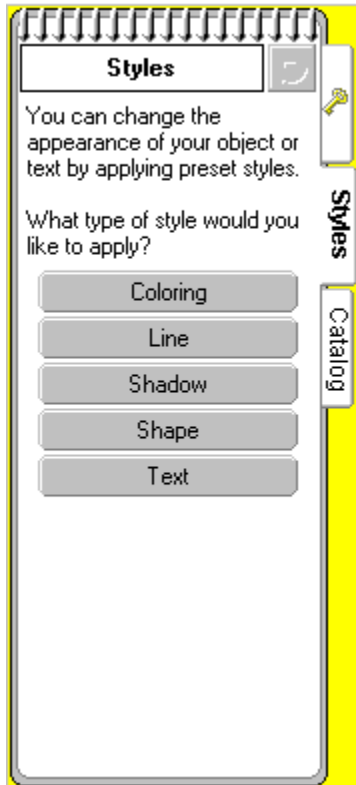 Styles
You can change the
appearance of your object or
text by applying preset styles.
What type of style would you
like to apply?
Coloring
Line
Shadow
Shape
Text
Styles
Catalog